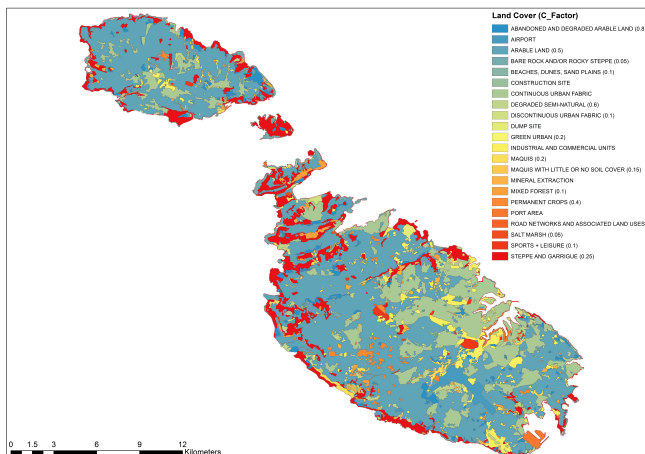 Land Cover (C_Factor)
ABANDONED AND DEGRADED ARABLE LAND (0.8
AIRPORT
ARABLE LAND (0.5)
BARE ROCK AND/OR ROCKY STEPPE (0.05)
BEACHES, DUNES, SAND PLAINS (0.1)
CONSTRUCTION SITE
CONTINUOUS URBAN FABRIC
DEGRADED SEMI-NATURAL (0.6)
DISCONTINUOUS URBAN FABRIC (0.1)
DUMP SITE
GREEN URBAN (0.2)
INDUSTRIAL AND COMMERCIAL UNITS
MAQUIS (0.2)
MAQUIS WITH LITTLE OR NO SOIL COVER (0.15)
MINERAL EXTRACTION
MIXED FOREST (0.1)
PERMANENT CROPS (0.4)
PORT AREA
ROAD NETWORKS AND ASSOCIATED LAND USES
SALT MARSH (0.05)
SPORTS + LEISURE (0.1)
STEPPE AND GARRIGUE (0.25)
0 1.5 3 6 9 12
Kilometers